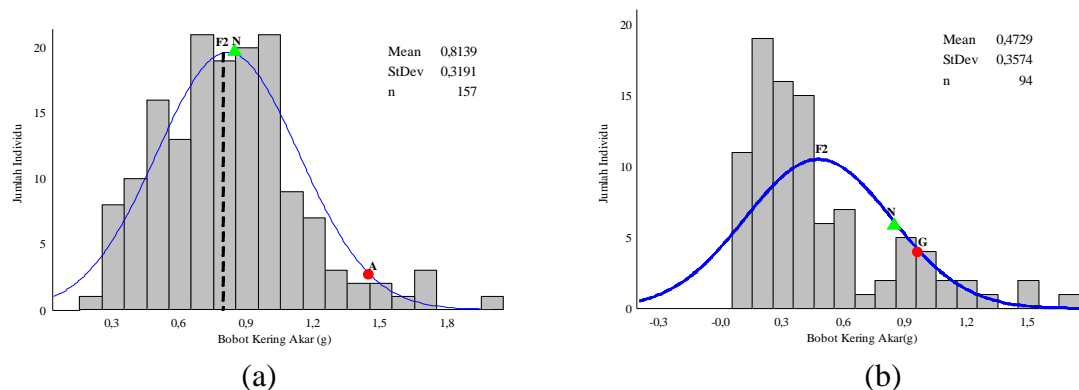 F2 N
Mean 0,8139
StDev 0,3191
n 157
20
15
10
5
0
Jumlah Individu
A
0,3 0,6 0,9 1,2 1,5 1,8
Bobot Kering Akar (g)
(a)
20
15
10
5
0
Jumlah Individu
Mean 0,4729
StDev 0,3574
n 94
F2
N
G
-0,3 -0,0 0,3 0,6 0,9 1,2 1,5
Bobot Kering Akar(g)
(b)